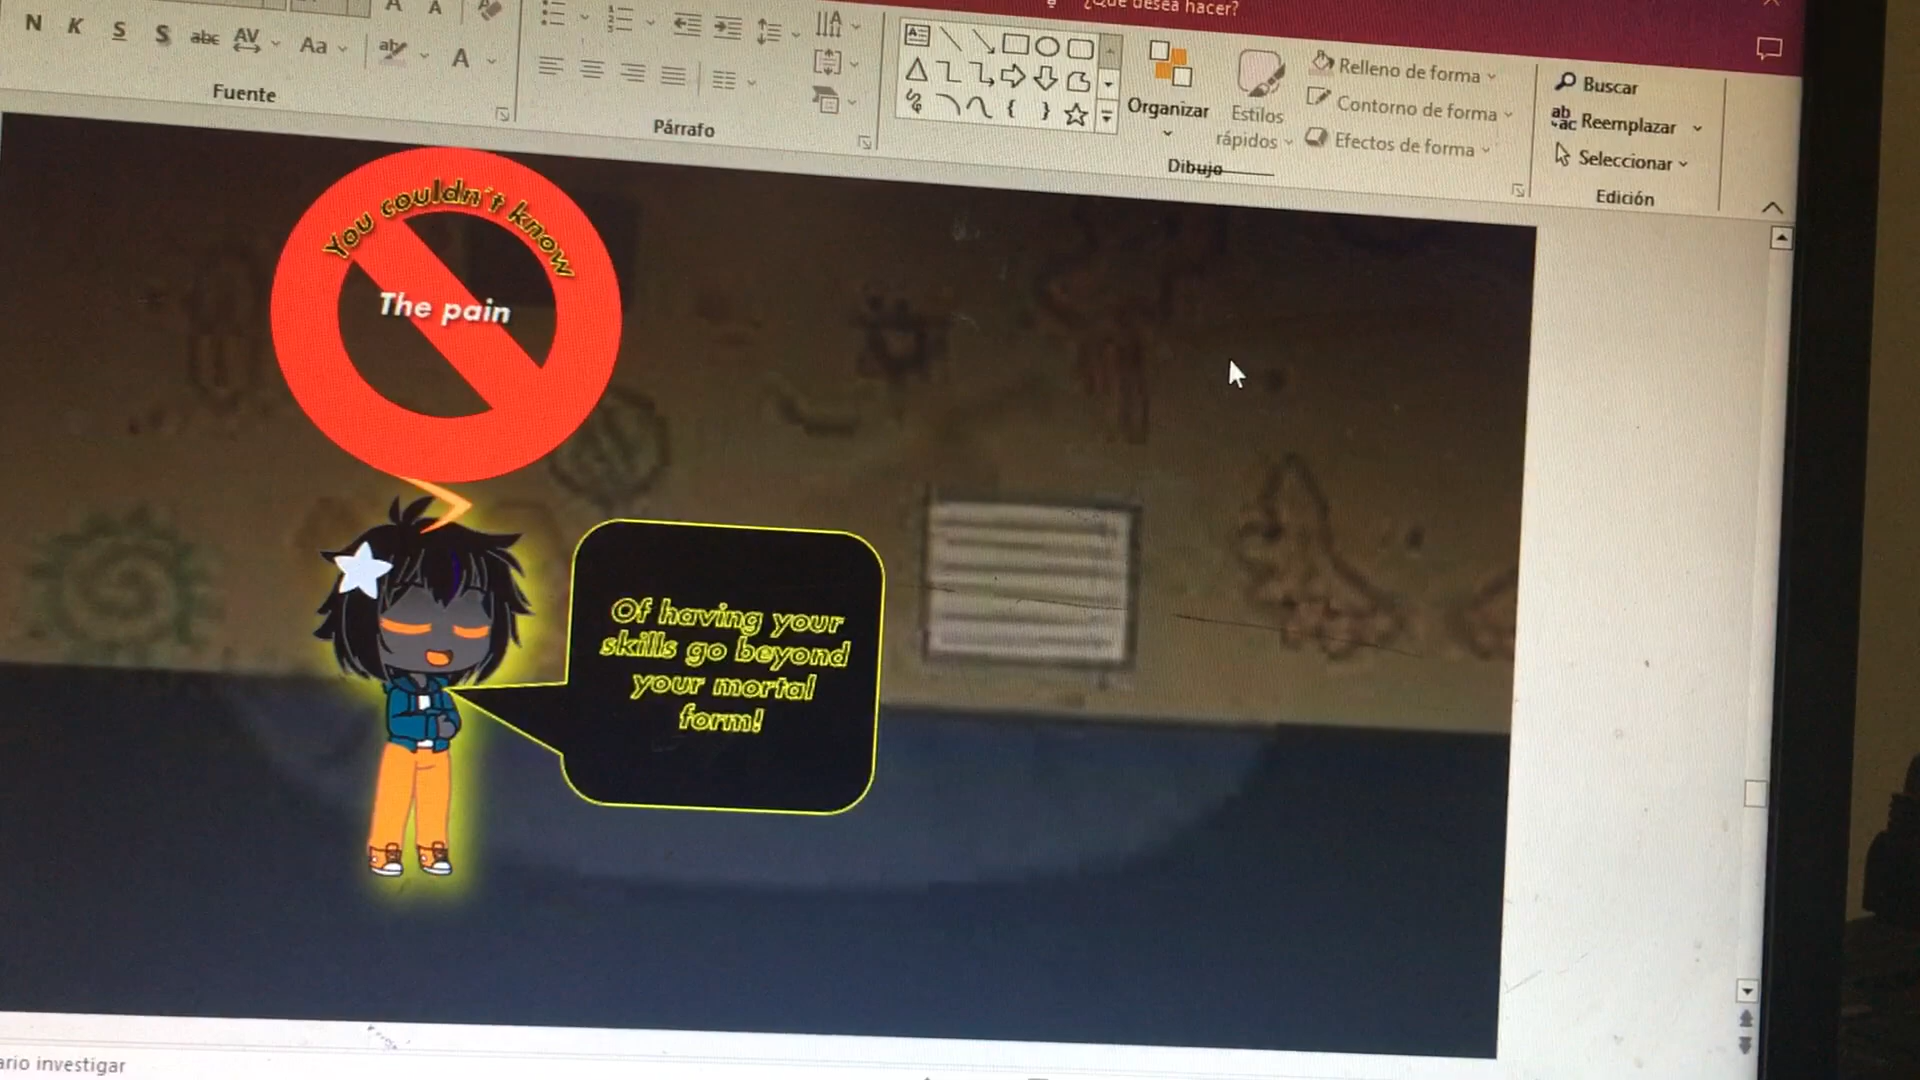 ¿Qué desea hacer?
N K S S abc AV Aa aby A
Fuente
Párrafo
Organizar
Estilos
rápidos
Relleno de forma
Contorno de forma
Efectos de forma
Dibujo
Buscar
Reemplazar
Seleccionar
Edición
You couldn´t know
The pain
Of having your
skills go beyond
your mortal
form!
investigar